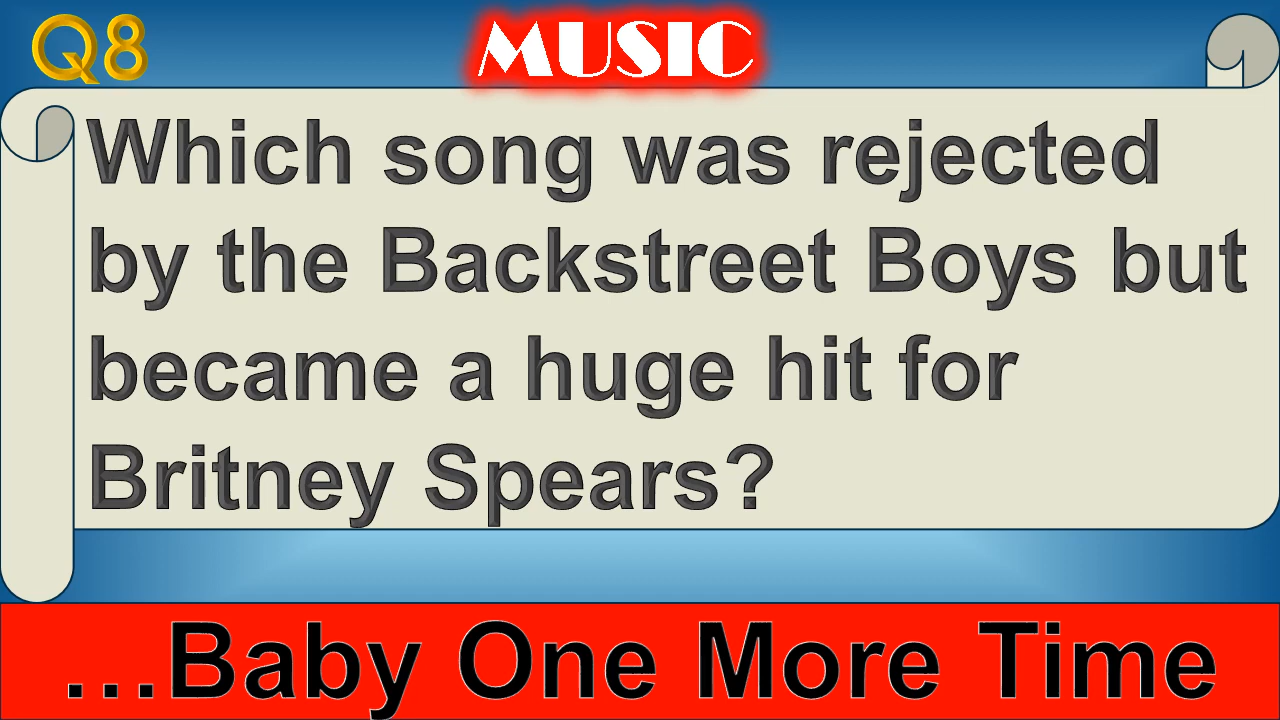 Q8
MUSIC
Which song was rejected
by the Backstreet Boys but
became a huge hit for
Britney Spears?
...Baby One More Time